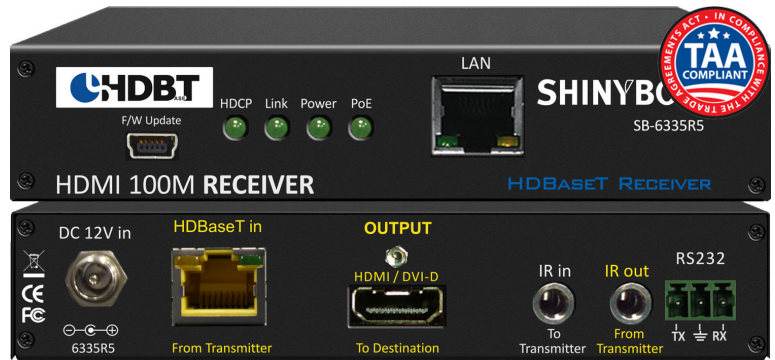 IN COMPLIANCE WITH THE TRADE AGREEMENTS ACT
TAA
COMPLIANT
HDBT
F/W Update
HDCP Link Power PoE
LAN
SHINYBO
SB-6335R5
HDMI 100M RECEIVER
HDBaseT Receiver
DC 12V in
HDBaseT in
OUTPUT
HDMI / DVI-D
IR in
IR out
RS232
CE
FC
6335R5
From Transmitter
To Destination
To
Transmitter
From
Transmitter
TX
RX